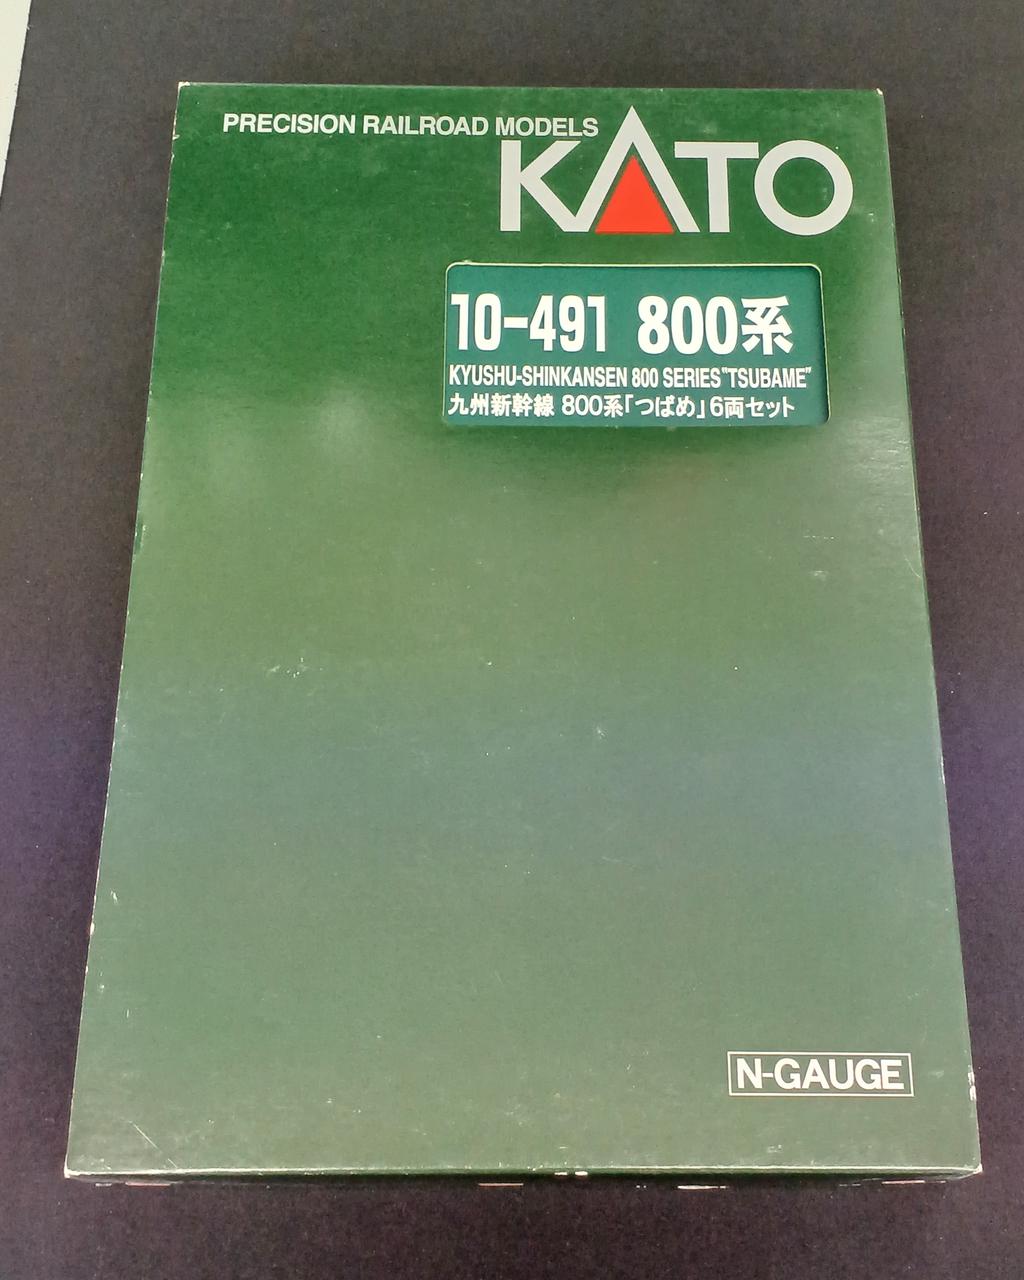 PRECISION RAILROAD MODELS
KATO
10-491 800系
KYUSHU-SHINKANSEN 800 SERIES"TSUBAME"
九州新幹線 800系「つばめ」6両セット
N-GAUGE